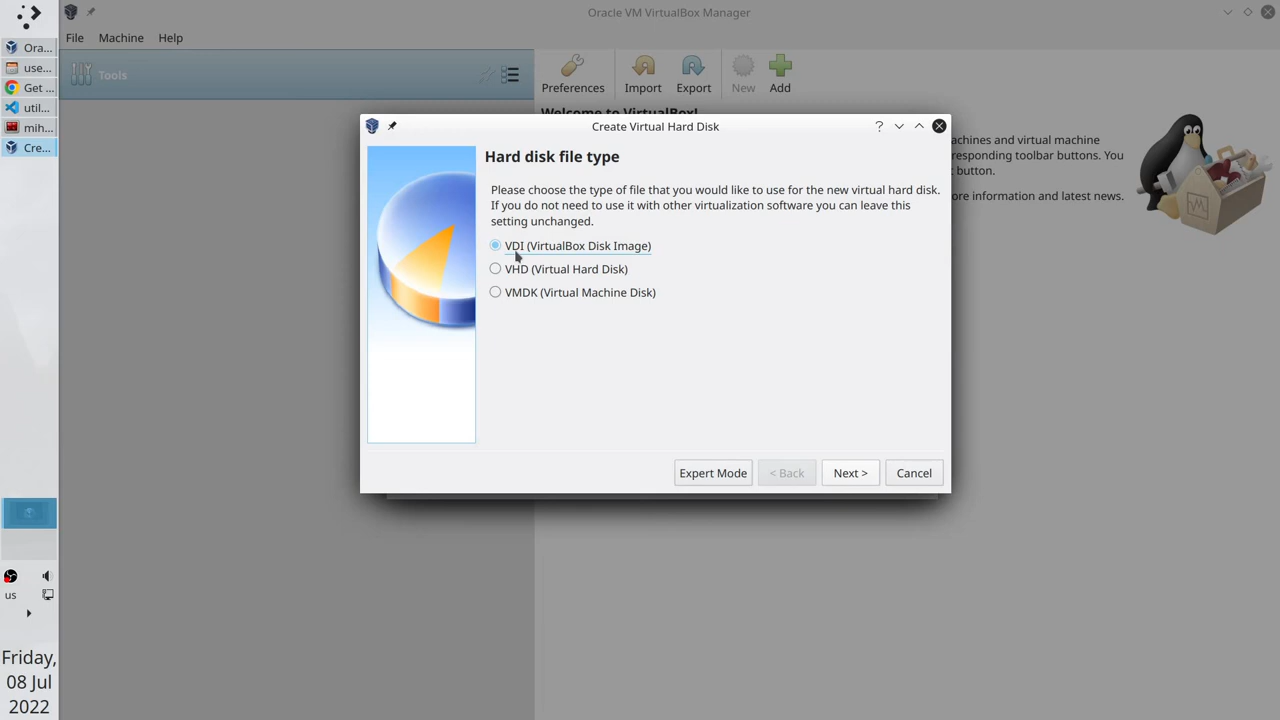 Oracle VM VirtualBox Manager
File
Machine
Help
Ora...
use...
Get ...
util...
mih...
Cre...
Tools
Preferences
Import
Export
New
Add
Welcome to VirtualBox!
achines and virtual machine
responding toolbar buttons. You
t button.
ore information and latest news.
Create Virtual Hard Disk
?
Hard disk file type
Please choose the type of file that you would like to use for the new virtual hard disk.
If you do not need to use it with other virtualization software you can leave this
setting unchanged.
VDI (VirtualBox Disk Image)
VHD (Virtual Hard Disk)
VMDK (Virtual Machine Disk)
Expert Mode
< Back
Next >
Cancel
us
Friday,
08 Jul
2022